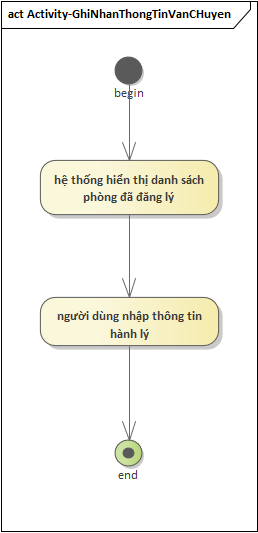 act Activity-GhiNhanThongTinVanCHuyen
begin
hệ thống hiển thị danh sách
phòng đã đăng lý
người dùng nhập thông tin
hành lý
end